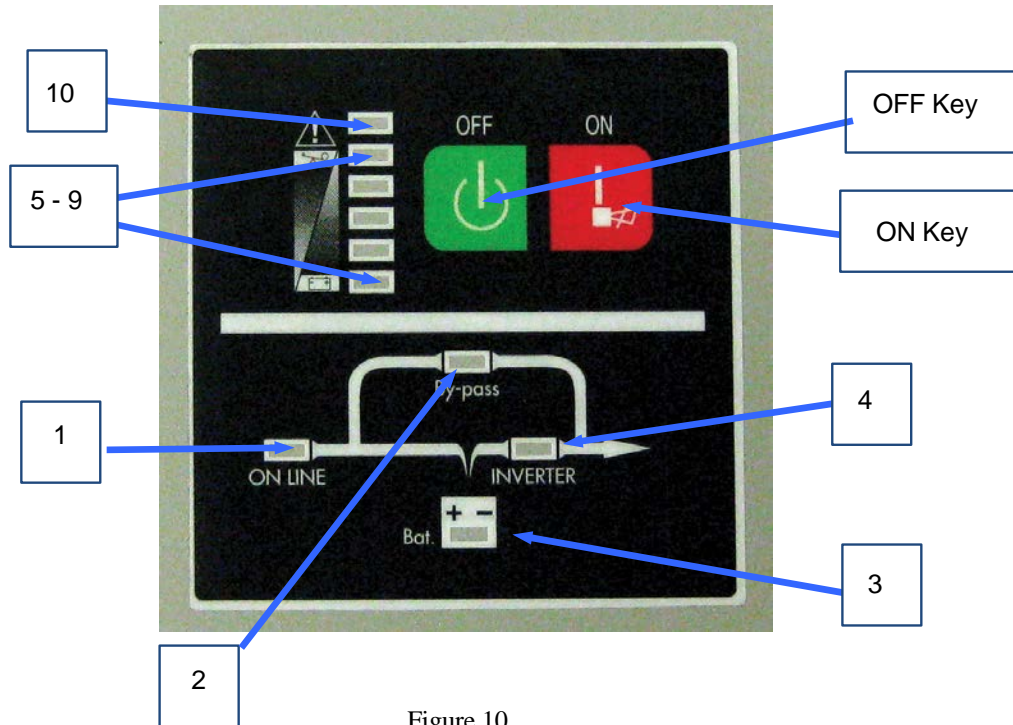 10
OFF ON
OFF Key
5 - 9
ON Key
By-pass
1
4
ON LINE
INVERTER
+ −
Bat.
3
2
Figure 10